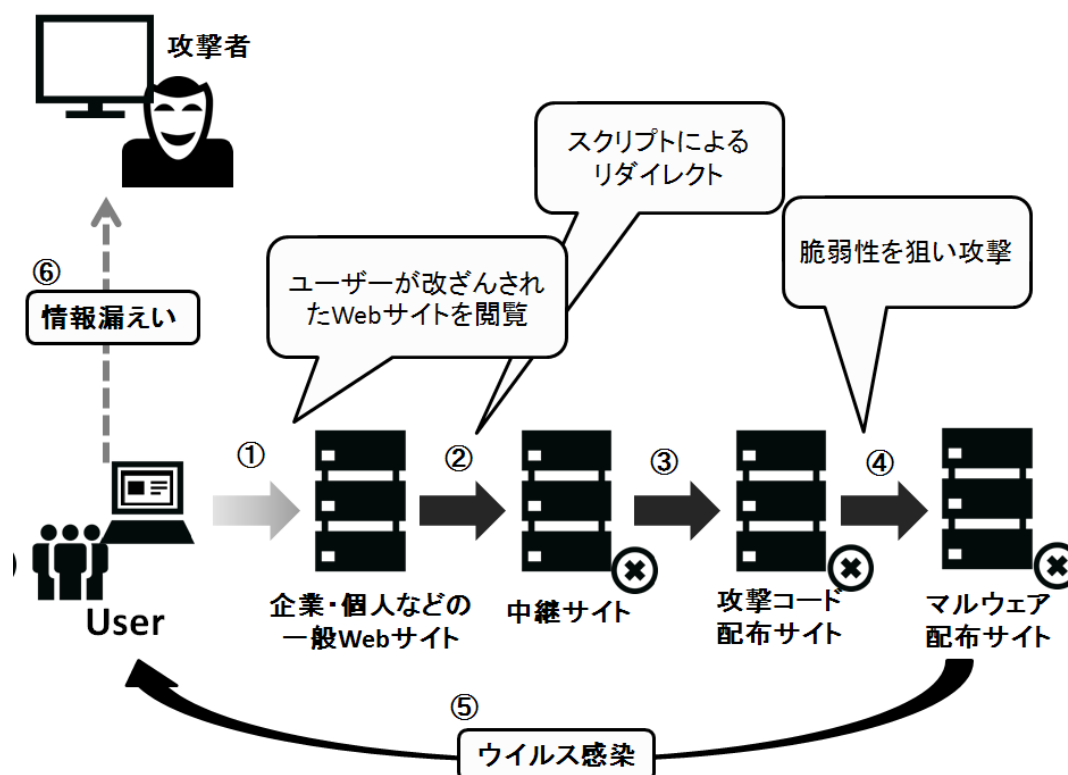 攻撃者
スクリプトによる
リダイレクト
脆弱性を狙い攻撃
ユーザーが改ざんされ
たWebサイトを閲覧
⑥
情報漏えい
①
②
③
④
User
企業・個人などの
一般Webサイト
中継サイト
攻撃コード
配布サイト
マルウェア
配布サイト
⑤
ウイルス感染